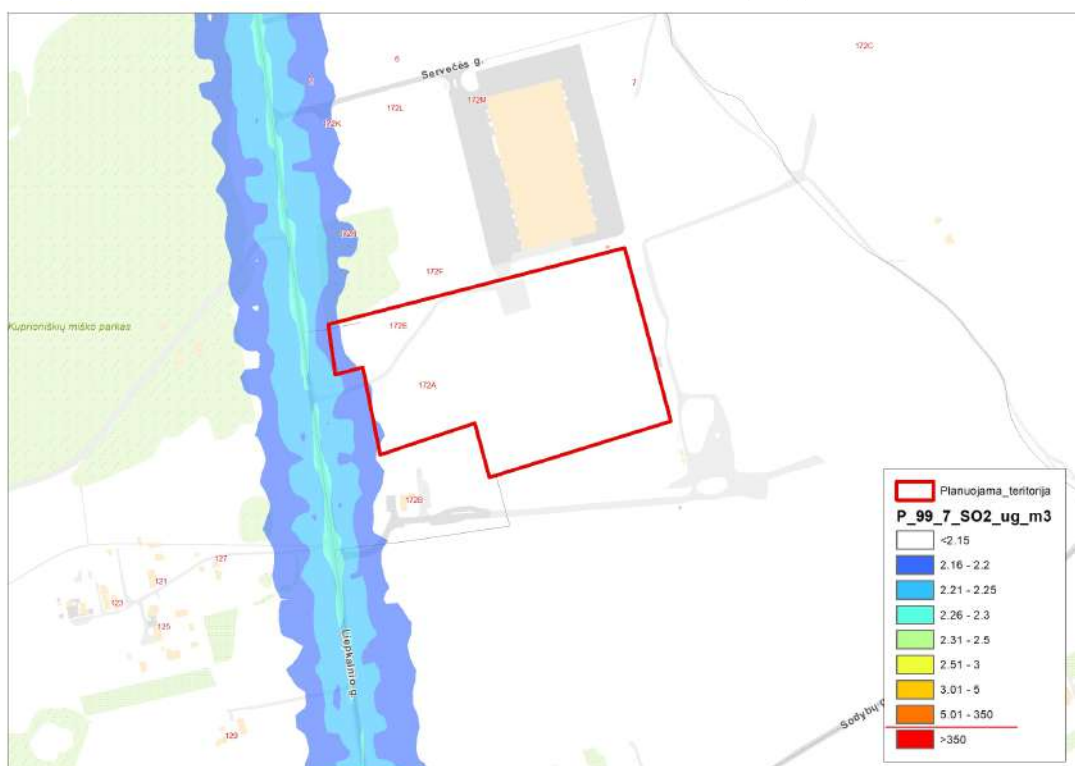 172C
6
Servečės g.
2
7
172M
172L
172K
172F
Kuprioniškių miško parkas
172E
172A
172B
127
121
123
125
Liepkalnio g.
129
Sodybų g.
Planuojama_teritorija
P_99_7_SO2_ug_m3
<2.15
2.16 - 2.2
2.21 - 2.25
2.26 - 2.3
2.31 - 2.5
2.51 - 3
3.01 - 5
5.01 - 350
>350